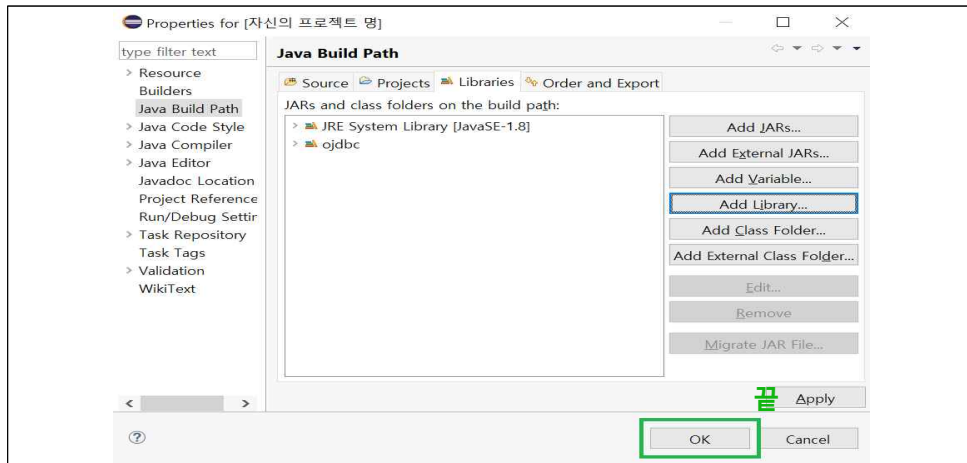 Properties for [자신의 프로젝트 명]
type filter text
Java Build Path
Resource
Builders
Java Build Path
Java Code Style
Java Compiler
Java Editor
Javadoc Location
Project Reference
Run/Debug Settir
Task Repository
Task Tags
Validation
WikiText
Source Projects Libraries Order and Export
JARs and class folders on the build path:
JRE System Library [JavaSE-1.8]
ojdbc
Add JARs...
Add External JARs...
Add Variable...
Add Library...
Add Class Folder...
Add External Class Folder...
Edit...
Remove
Migrate JAR File...
끝 Apply
OK Cancel